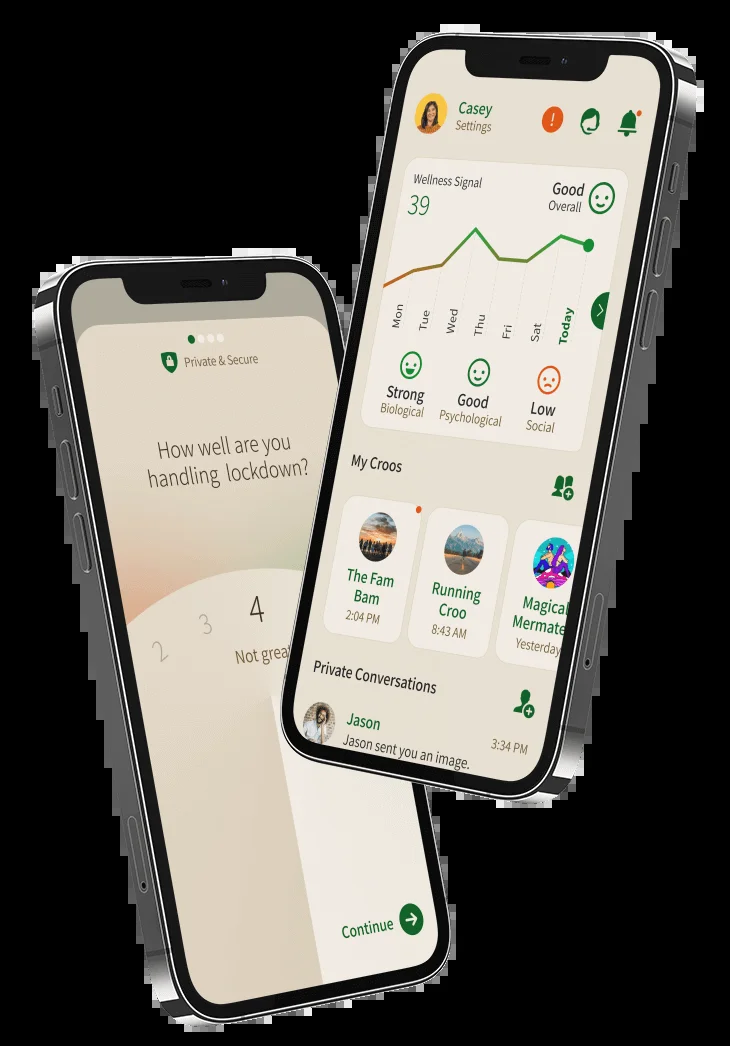 Casey
Settings
!
Wellness Signal
39
Good
Overall
Mon
Tue
Wed
Thu
Fri
Sat
Today
Strong
Biological
Good
Psychological
Low
Social
My Croos
The Fam
Bam
2:04 PM
Running
Croo
8:43 AM
Magical
Mermate
Yesterday
Private Conversations
Jason
Jason sent you an image.
3:34 PM
Private & Secure
How well are you
handling lockdown?
2
3
4
Not great
Continue